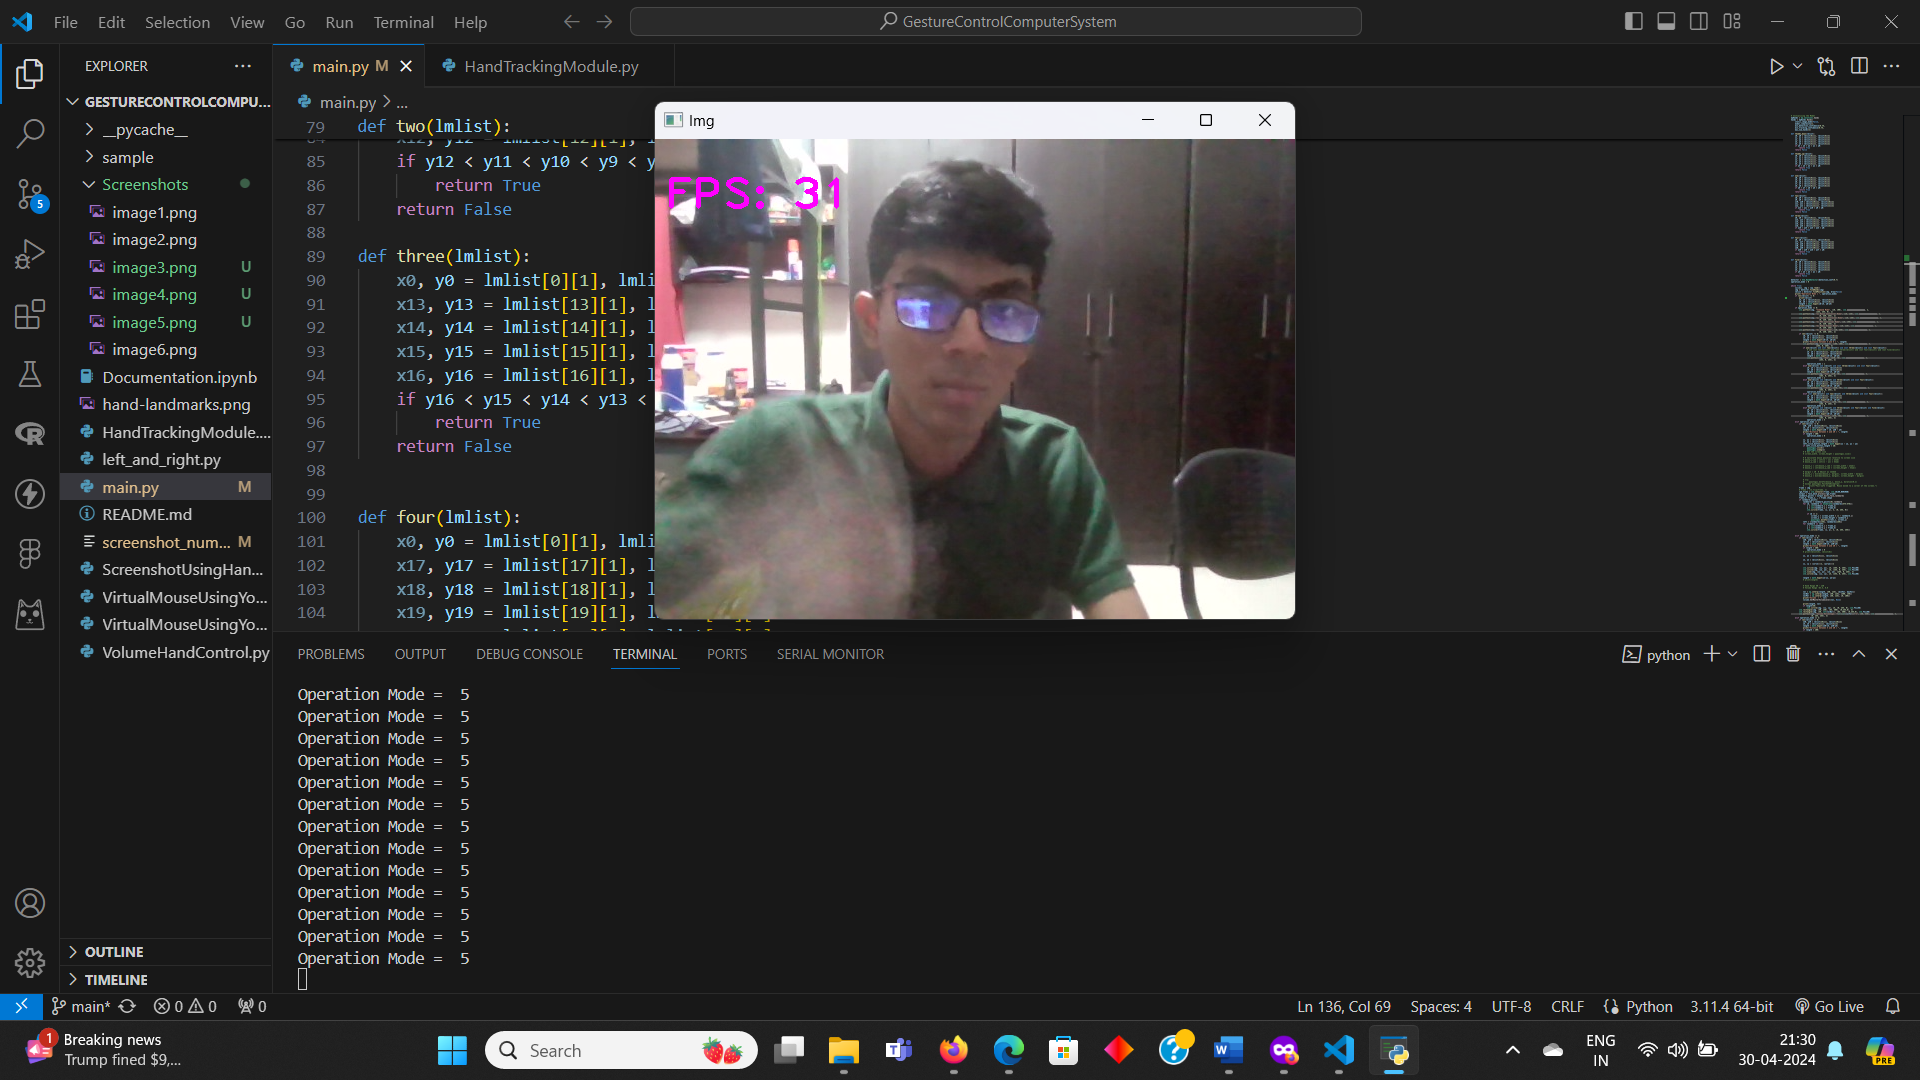 File Edit Selection View Go Run Terminal Help
GestureControlComputerSystem
EXPLORER
GESTURECONTROLCOMPU...
__pycache__
sample
Screenshots
image1.png
image2.png
image3.png U
image4.png U
image5.png U
image6.png
Documentation.ipynb
hand-landmarks.png
HandTrackingModule....
left_and_right.py
main.py M
README.md
screenshot_num... M
ScreenshotUsingHan...
VirtualMouseUsingYo...
VirtualMouseUsingYo...
VolumeHandControl.py
OUTLINE
TIMELINE
5
main.py M
HandTrackingModule.py
main.py > ...
79 def two(lmlist):
85 if y12 < y11 < y10 < y9 < y
86 return True
87 return False
88
89 def three(lmlist):
90 x0, y0 = lmlist[0][1], lmli
91 x13, y13 = lmlist[13][1], l
92 x14, y14 = lmlist[14][1], l
93 x15, y15 = lmlist[15][1], l
94 x16, y16 = lmlist[16][1], l
95 if y16 < y15 < y14 < y13 <
96 return True
97 return False
98
99
100 def four(lmlist):
101 x0, y0 = lmlist[0][1], lmli
102 x17, y17 = lmlist[17][1], l
103 x18, y18 = lmlist[18][1], l
104 x19, y19 = lmlist[19][1], l
Img
FPS: 31
PROBLEMS OUTPUT DEBUG CONSOLE TERMINAL PORTS SERIAL MONITOR
python
Operation Mode = 5
Operation Mode = 5
Operation Mode = 5
Operation Mode = 5
Operation Mode = 5
Operation Mode = 5
Operation Mode = 5
Operation Mode = 5
Operation Mode = 5
Operation Mode = 5
Operation Mode = 5
Operation Mode = 5
Operation Mode = 5
main* 0 0 0
Ln 136, Col 69 Spaces: 4 UTF-8 CRLF Python 3.11.4 64-bit Go Live
1
Breaking news
Trump fined $9,...
Search
ENG
IN
21:30
30-04-2024
PRE